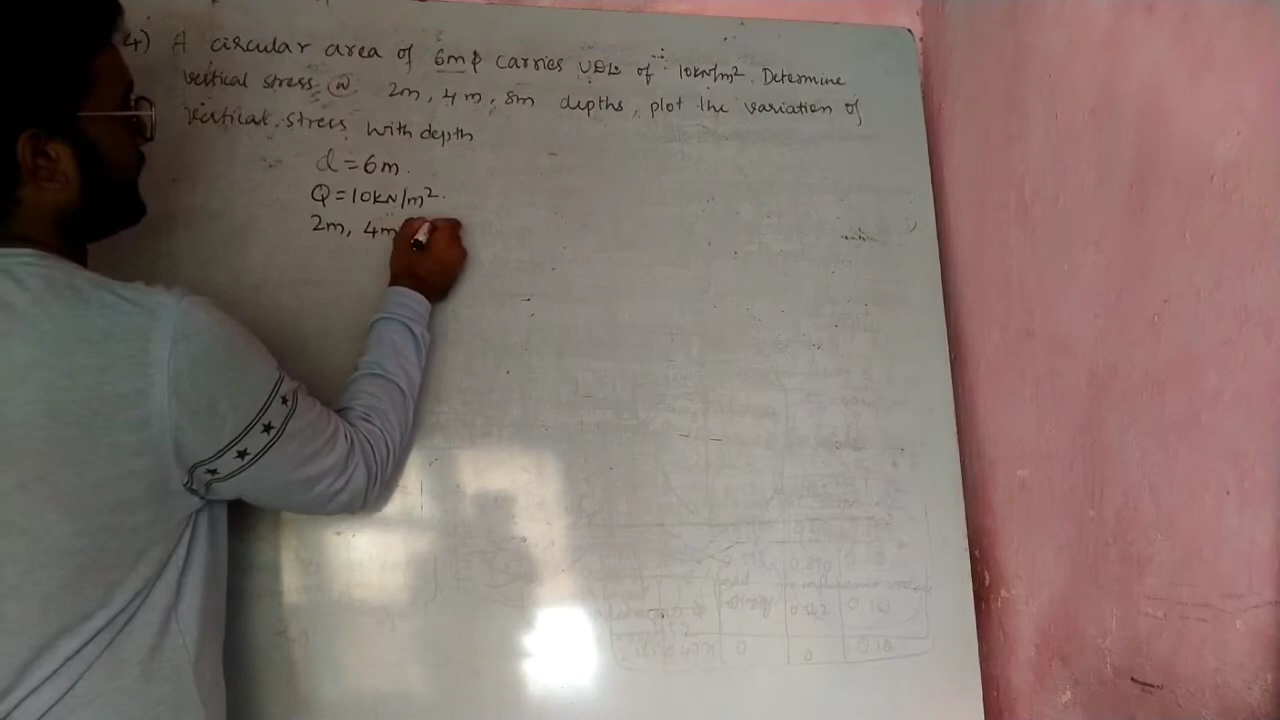 4) A circular area of 6m φ carries UDL of 10kN/m². Determine
vertical stress @ 2m, 4m, 8m depths, plot the variation of
vertical stress with depth
d = 6m.
Q = 10kN/m².
2m, 4m